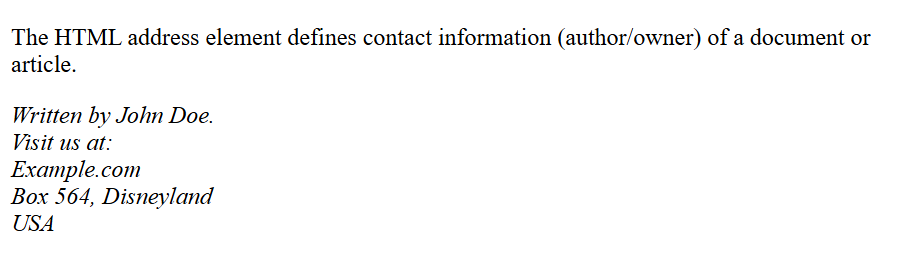 The HTML address element defines contact information (author/owner) of a document or
article.
Written by John Doe.
Visit us at:
Example.com
Box 564, Disneyland
USA